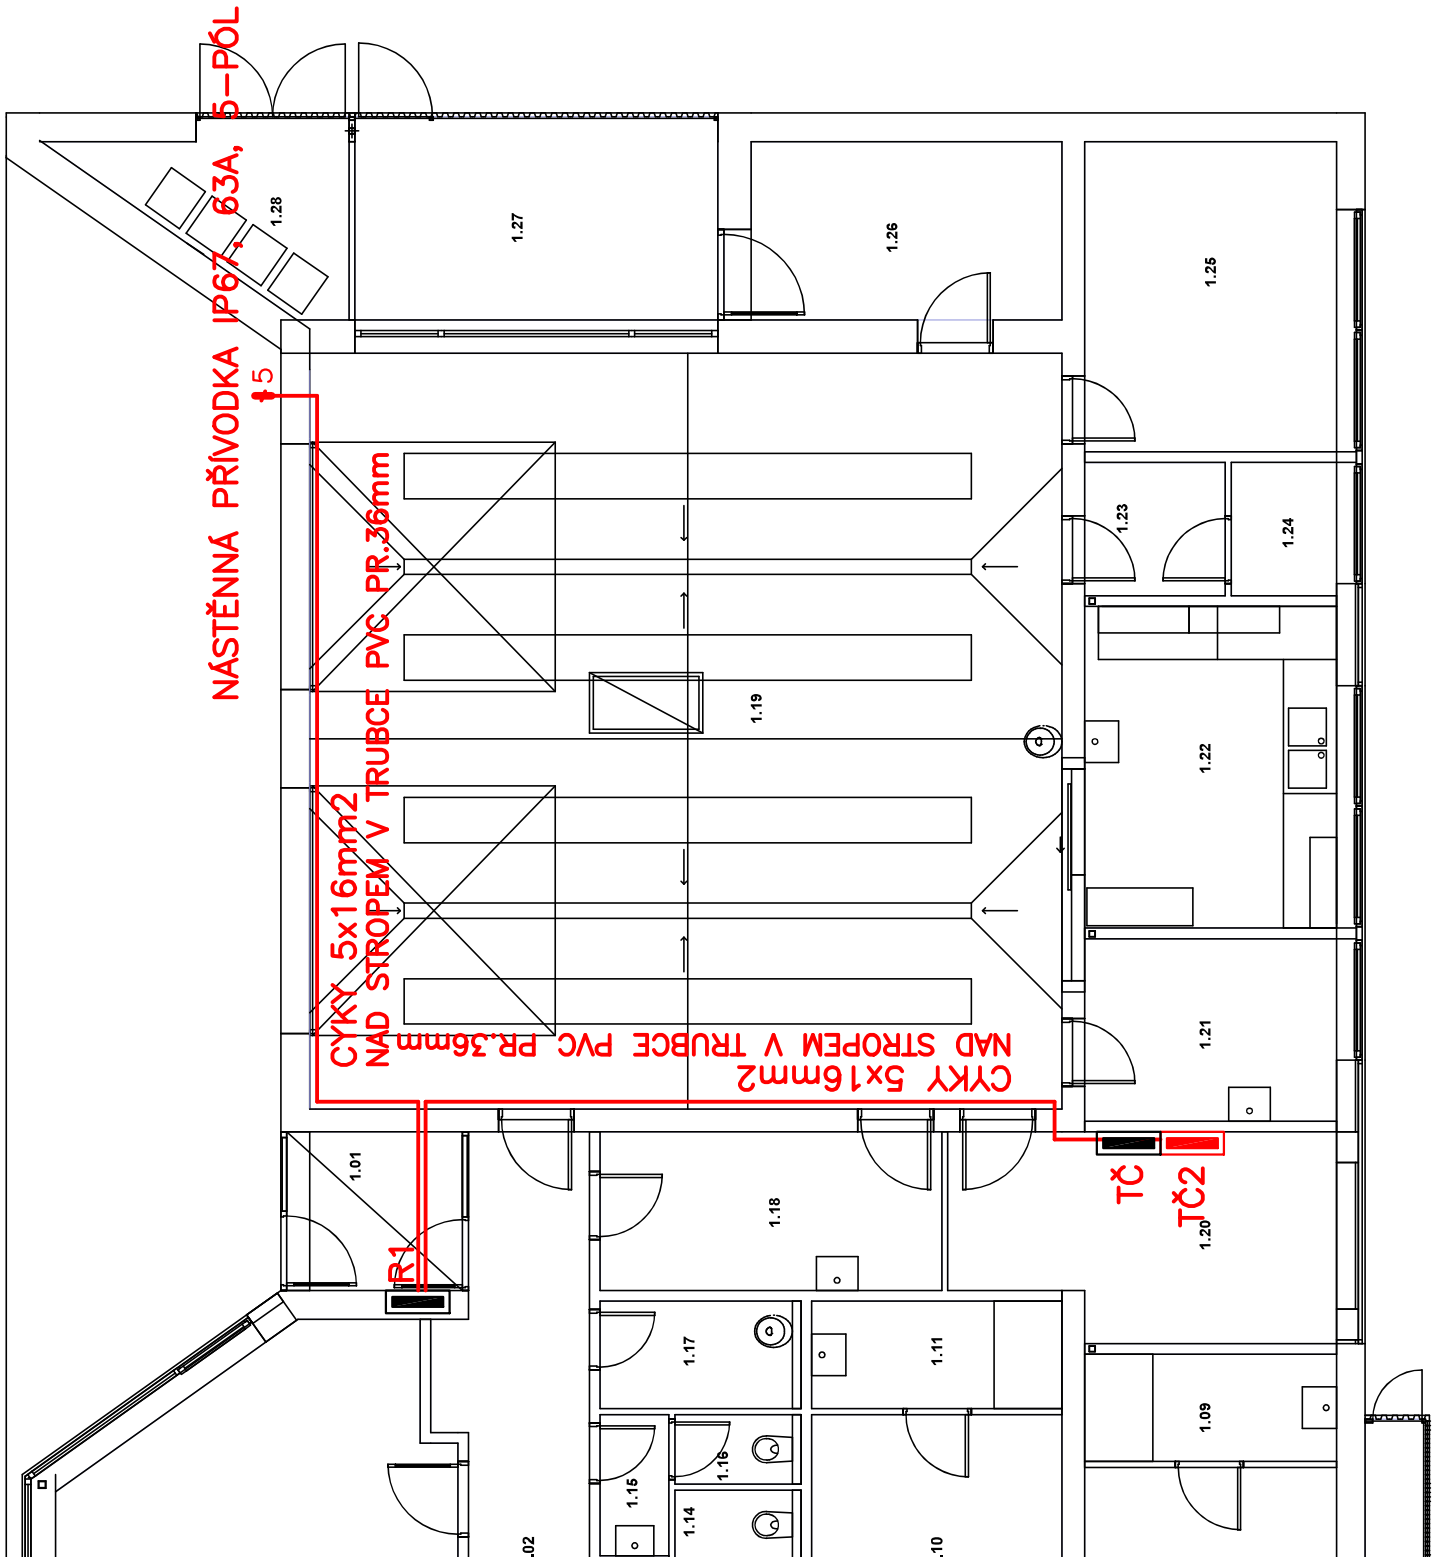 NÁSTĚNNÁ PŘÍVODKA IP67, 63A, 5-PÓL
5
CYKY 5x16mm2
NAD STROPEM V TRUBCE PVC PR.36mm
CYKY 5x16mm2
NAD STROPEM V TRUBCE PVC PR.36mm
R1
TČ
TČ2
1.28
1.27
1.26
1.25
1.23
1.24
1.19
1.22
1.21
1.01
1.18
1.20
1.17
1.11
1.09
1.16
1.15
1.14
.02
.10